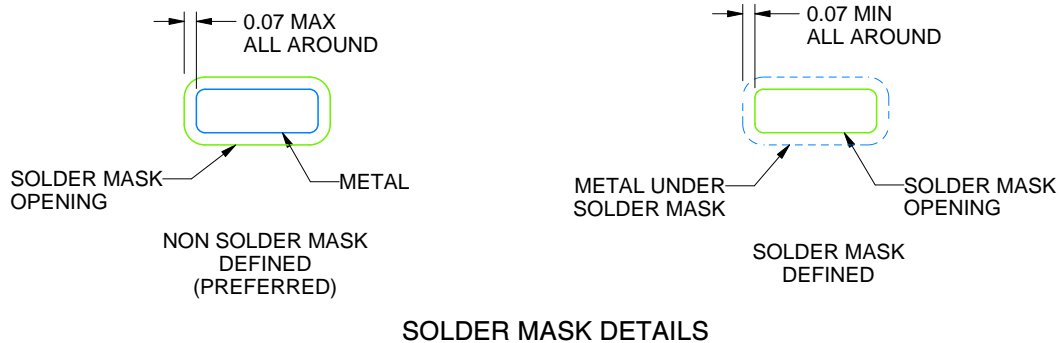 0.07 MAX
ALL AROUND
SOLDER MASK
OPENING
METAL
NON SOLDER MASK
DEFINED
(PREFERRED)
0.07 MIN
ALL AROUND
METAL UNDER
SOLDER MASK
SOLDER MASK
OPENING
SOLDER MASK
DEFINED
SOLDER MASK DETAILS